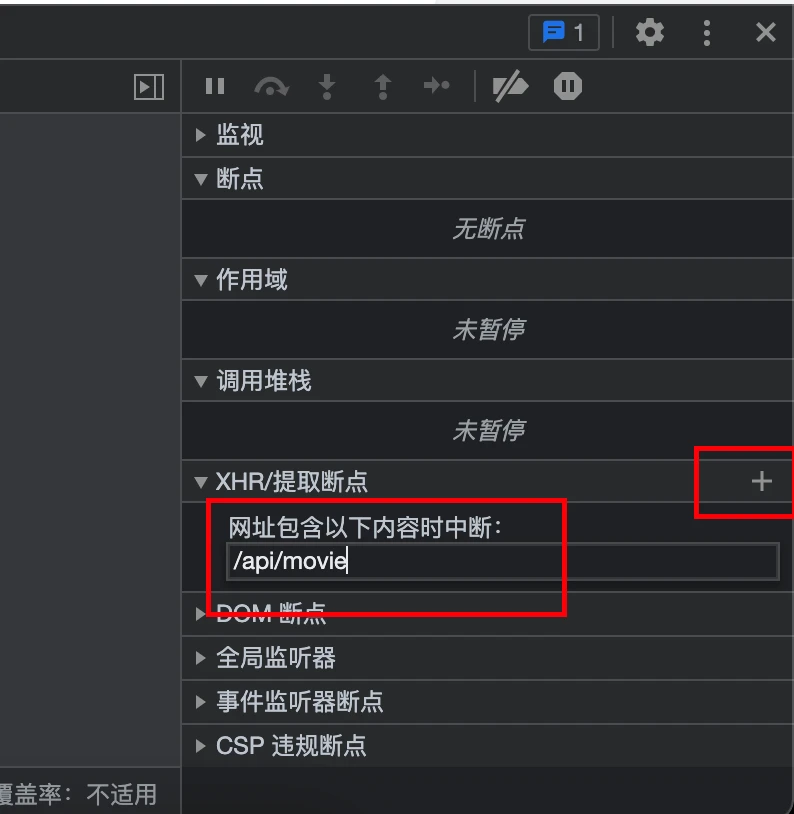 1
监视
断点
无断点
作用域
未暂停
调用堆栈
未暂停
XHR/提取断点
网址包含以下内容时中断：
/api/movie
DOM 断点
全局监听器
事件监听器断点
CSP 违规断点
覆盖率：不适用